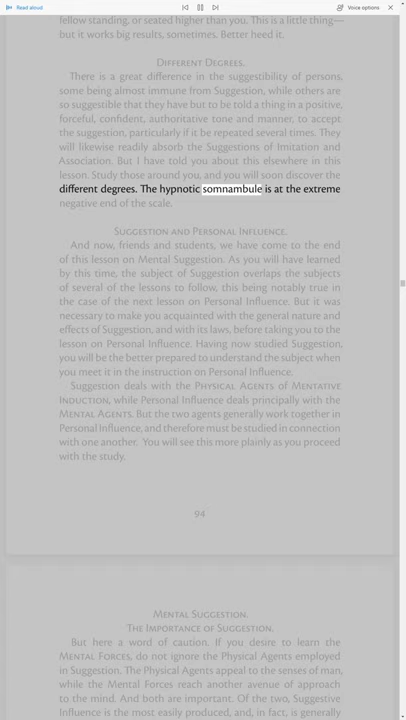 Read aloud
Voice options
fellow standing, or seated higher than you. This is a little thing—
but it works big results, sometimes. Better heed it.
Different Degrees.
There is a great difference in the suggestibility of persons,
some being almost immune from Suggestion, while others are
so suggestible that they have but to be told a thing in a positive,
forceful, confident, authoritative tone and manner, to accept
the suggestion, particularly if it be repeated several times. They
will likewise readily absorb the Suggestions of Imitation and
Association. But I have told you about this elsewhere in this
lesson. Study those around you, and you will soon discover the
different degrees. The hypnotic somnambule is at the extreme
negative end of the scale.
Suggestion and Personal Influence.
And now, friends and students, we have come to the end
of this lesson on Mental Suggestion. As you will have learned
by this time, the subject of Suggestion overlaps the subjects
of several of the lessons to follow, this being notably true in
the case of the next lesson on Personal Influence. But it was
necessary to make you acquainted with the general nature and
effects of Suggestion, and with its laws, before taking you to the
lesson on Personal Influence. Having now studied Suggestion,
you will be the better prepared to understand the subject when
you meet it in the instruction on Personal Influence.
Suggestion deals with the Physical Agents of Mentative
Induction, while Personal Influence deals principally with the
Mental Agents. But the two agents generally work together in
Personal Influence, and therefore must be studied in connection
with one another. You will see this more plainly as you proceed
with the study.
94
Mental Suggestion.
The Importance of Suggestion.
But here a word of caution. If you desire to learn the
Mental Forces, do not ignore the Physical Agents employed
in Suggestion. The Physical Agents appeal to the senses of man,
while the Mental Forces reach another avenue of approach
to the mind. And both are important. Of the two, Suggestive
Influence is the most easily produced, and, in fact, is generally